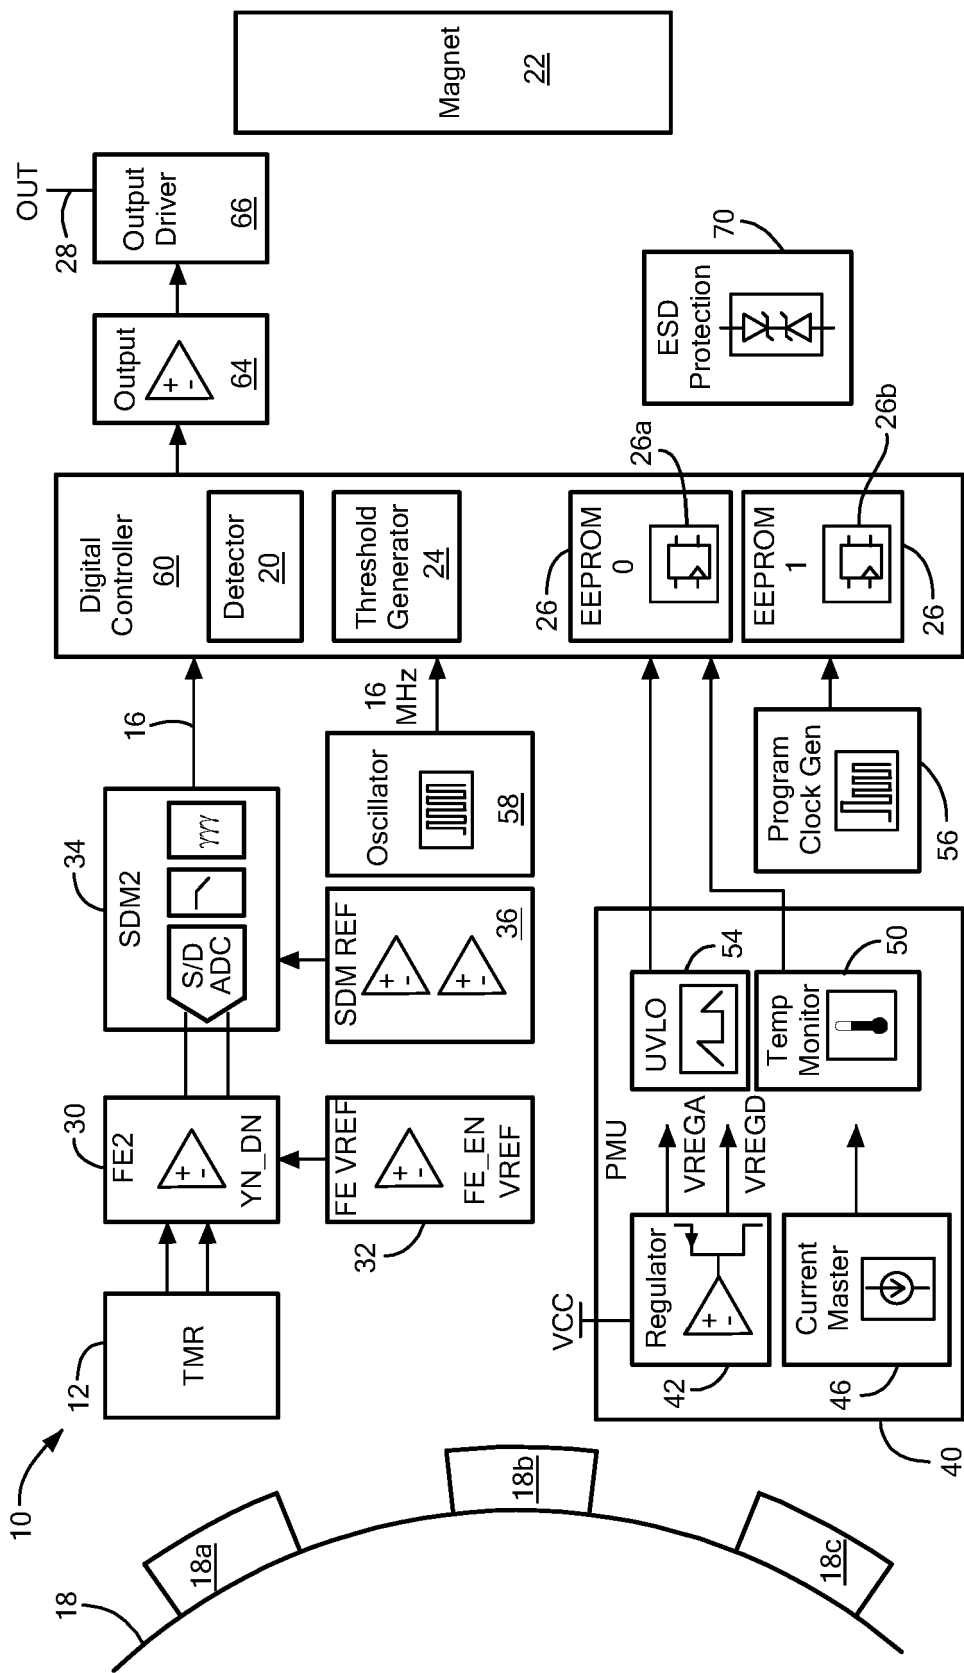 10
18
18a
18b
18c
12
TMR
30
FE2
YN_DN
FE VREF
FE_EN
VREF
32
34
SDM2
S/D
ADC
γγγ
SDM REF
36
16
Oscillator
58
16
MHz
Digital
Controller
60
Detector
20
Threshold
Generator
24
26
EEPROM
0
26a
EEPROM
1
26b
26
Output
64
Output
Driver
66
28
OUT
Magnet
22
ESD
Protection
70
VCC
PMU
Regulator
42
VREGA
VREGD
UVLO
54
Current
Master
46
Temp
Monitor
50
40
Program
Clock Gen
56